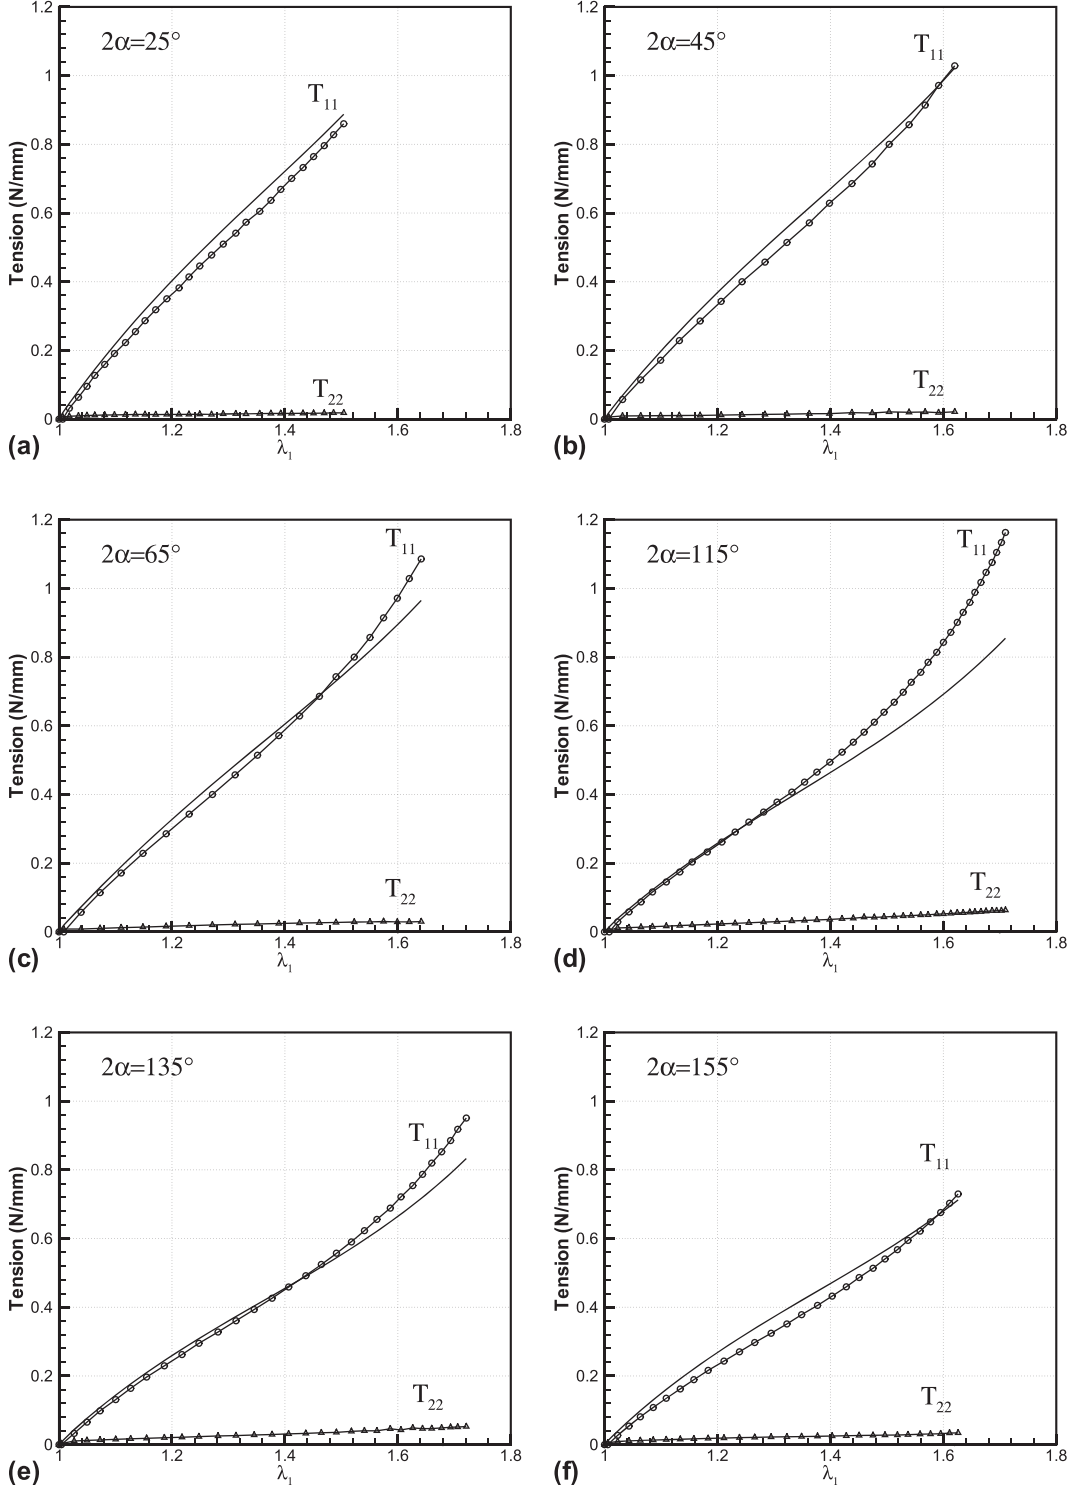 1.2
2α=25°
1
T11
0.8
0.6
0.4
0.2
T22
0
1
1.2
1.4
1.6
1.8
Tension (N/mm)
λ1
(a)
1.2
2α=45°
T11
1
0.8
0.6
0.4
0.2
T22
0
1
1.2
1.4
1.6
1.8
Tension (N/mm)
λ1
(b)
1.2
2α=65°
T11
1
0.8
0.6
0.4
0.2
T22
0
1
1.2
1.4
1.6
1.8
Tension (N/mm)
λ1
(c)
1.2
2α=115°
T11
1
0.8
0.6
0.4
0.2
T22
0
1
1.2
1.4
1.6
1.8
Tension (N/mm)
λ1
(d)
1.2
2α=135°
1
T11
0.8
0.6
0.4
0.2
T22
0
1
1.2
1.4
1.6
1.8
Tension (N/mm)
λ1
(e)
1.2
2α=155°
1
T11
0.8
0.6
0.4
0.2
T22
0
1
1.2
1.4
1.6
1.8
Tension (N/mm)
λ1
(f)